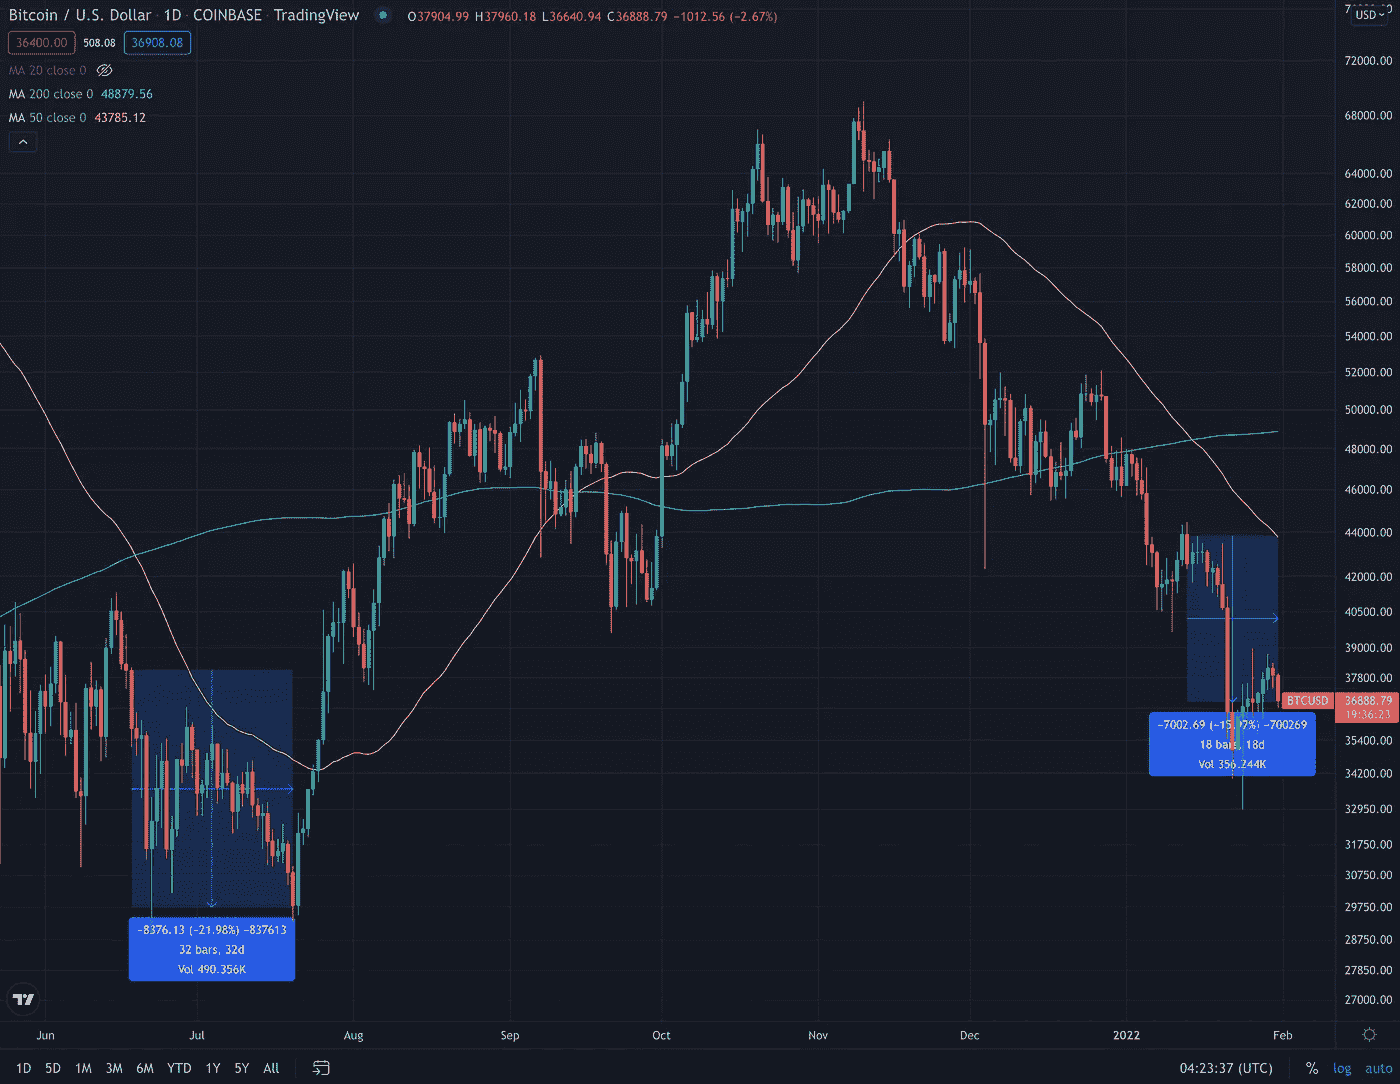 Bitcoin / U.S. Dollar · 1D · COINBASE · TradingView O37904.99 H37960.18 L36640.94 C36888.79 −1012.56 (−2.67%)
36400.00 508.08 36908.08
MA 20 close 0
MA 200 close 0 48879.56
MA 50 close 0 43785.12
USD
72000.00
68000.00
64000.00
62000.00
60000.00
58000.00
56000.00
54000.00
52000.00
50000.00
48000.00
46000.00
44000.00
42000.00
40500.00
39000.00
37800.00
BTCUSD 36888.79
19:36:23
35400.00
34200.00
32950.00
31750.00
30750.00
29750.00
28750.00
27850.00
27000.00
−7002.69 (−15.97%) −700269
18 bars, 18d
Vol 356.244K
−8376.13 (−21.98%) −837613
32 bars, 32d
Vol 490.356K
Jun Jul Aug Sep Oct Nov Dec 2022 Feb
1D 5D 1M 3M 6M YTD 1Y 5Y All 04:23:37 (UTC) % log auto